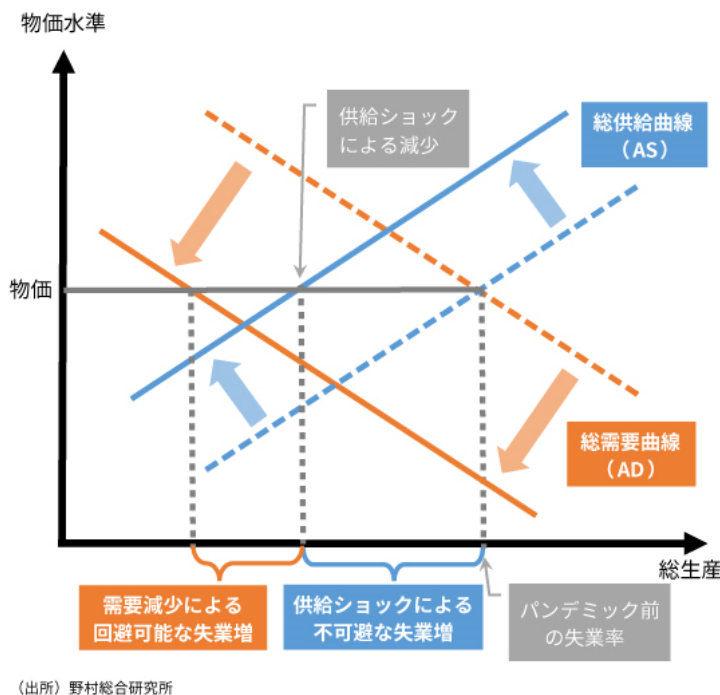 物価水準
供給ショック
による減少
総供給曲線
（AS）
物価
総需要曲線
（AD）
総生産
需要減少による
回避可能な失業増
供給ショックによる
不可避な失業増
パンデミック前
の失業率
（出所）野村総合研究所